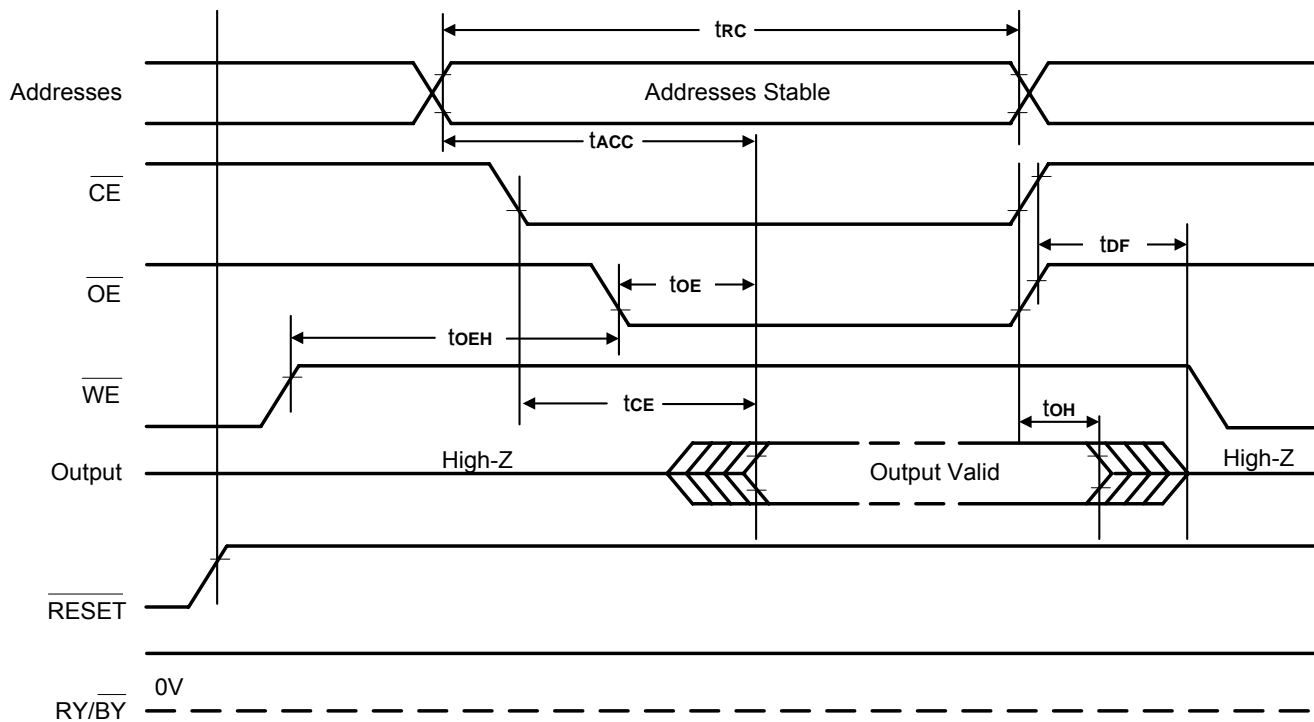 tRC
Addresses
Addresses Stable
tACC
CE
tDF
OE
tOE
tOEH
WE
tCE
tOH
Output
High-Z
Output Valid
High-Z
RESET
0V
RY/BY